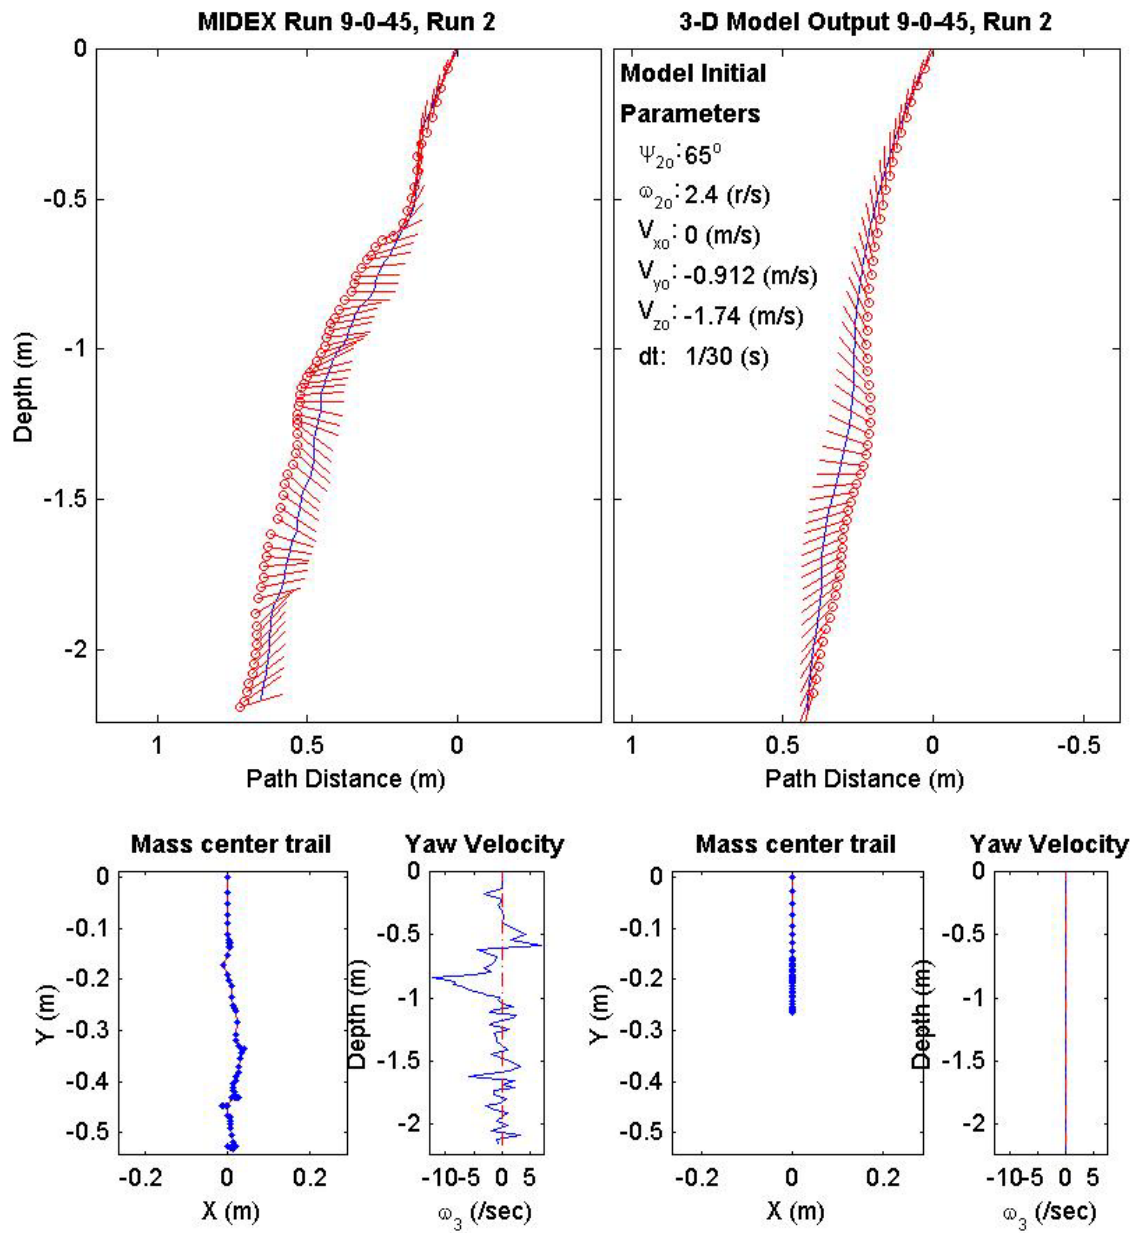 MIDEX Run 9-0-45, Run 2
3-D Model Output 9-0-45, Run 2
0
-0.5
-1
-1.5
-2
Depth (m)
1
0.5
0
Path Distance (m)
Model Initial
Parameters
Ψ2o: 65o
ω2o: 2.4 (r/s)
Vxo: 0 (m/s)
Vyo: -0.912 (m/s)
Vzo: -1.74 (m/s)
dt: 1/30 (s)
1
0.5
0
-0.5
Path Distance (m)
Mass center trail
0
-0.1
-0.2
-0.3
-0.4
-0.5
Y (m)
-0.2
0
0.2
X (m)
Yaw Velocity
0
-0.5
-1
-1.5
-2
Depth (m)
-10
-5
0
5
ω3 (/sec)
Mass center trail
0
-0.1
-0.2
-0.3
-0.4
-0.5
Y (m)
-0.2
0
0.2
X (m)
Yaw Velocity
0
-0.5
-1
-1.5
-2
Depth (m)
-10
-5
0
5
ω3 (/sec)